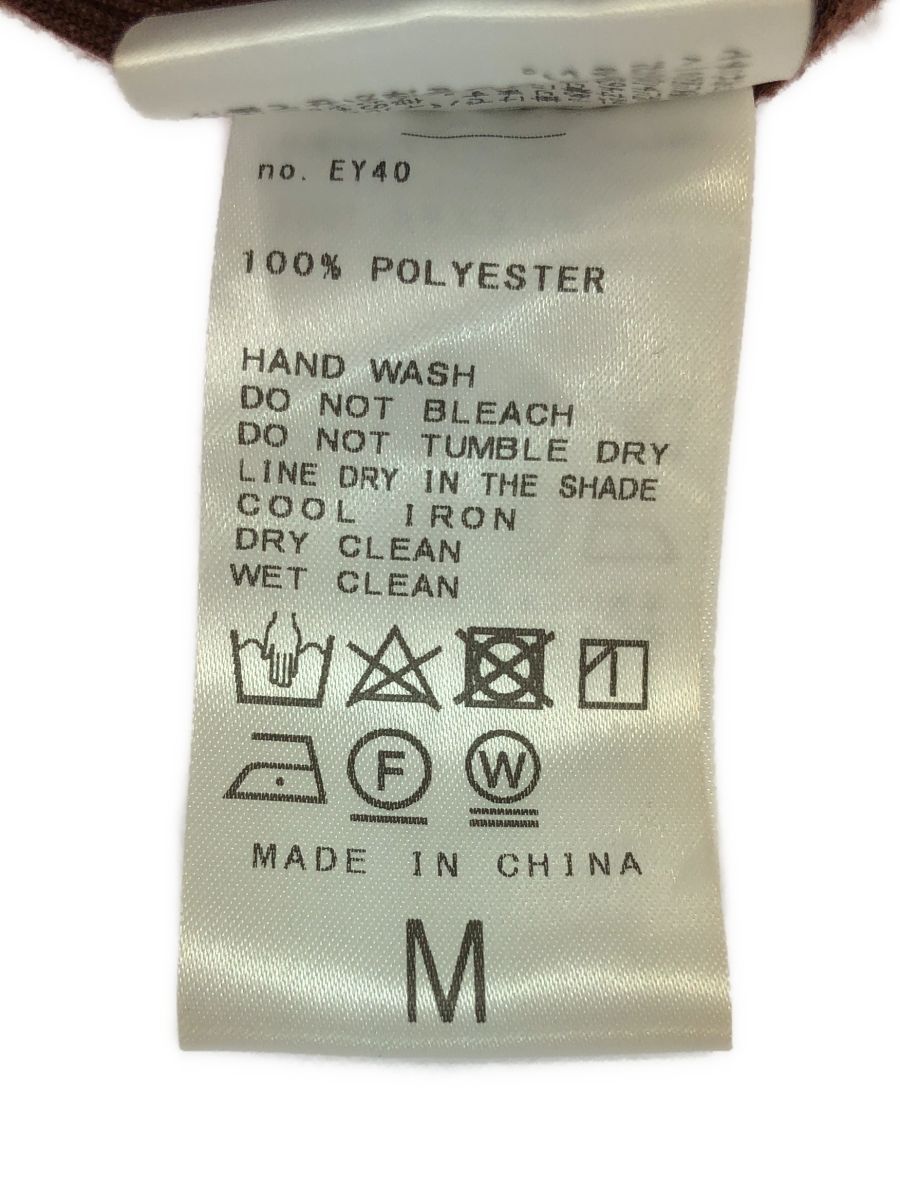 no. EY40
100% POLYESTER
HAND WASH
DO NOT BLEACH
DO NOT TUMBLE DRY
LINE DRY IN THE SHADE
COOL IRON
DRY CLEAN
WET CLEAN
F W
MADE IN CHINA
M